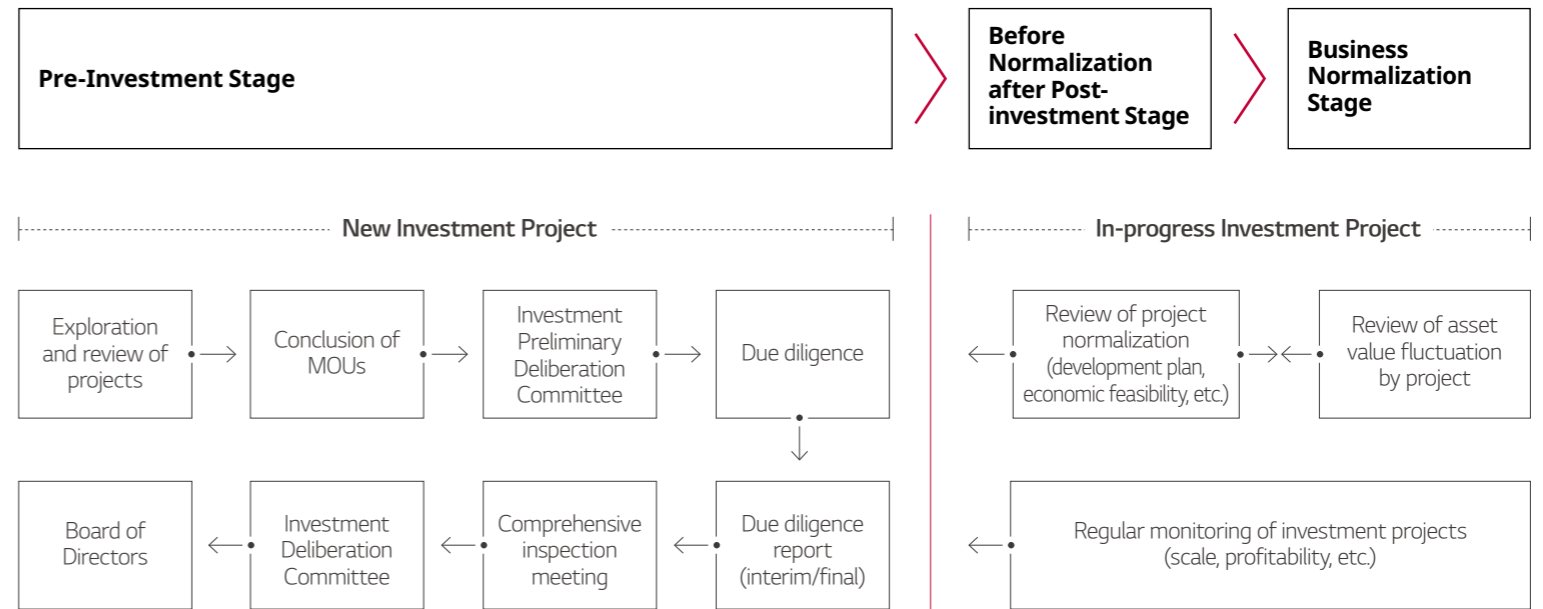 Pre-Investment Stage
Before
Normalization
after Post-
investment Stage
Business
Normalization
Stage
New Investment Project
In-progress Investment Project
Exploration
and review of
projects
Conclusion of
MOUs
Investment
Preliminary
Deliberation
Committee
Due diligence
Review of project
normalization
(development plan,
economic feasibility, etc.)
Review of asset
value fluctuation
by project
Board of
Directors
Investment
Deliberation
Committee
Comprehensive
inspection
meeting
Due diligence
report
(interim/final)
Regular monitoring of investment projects
(scale, profitability, etc.)